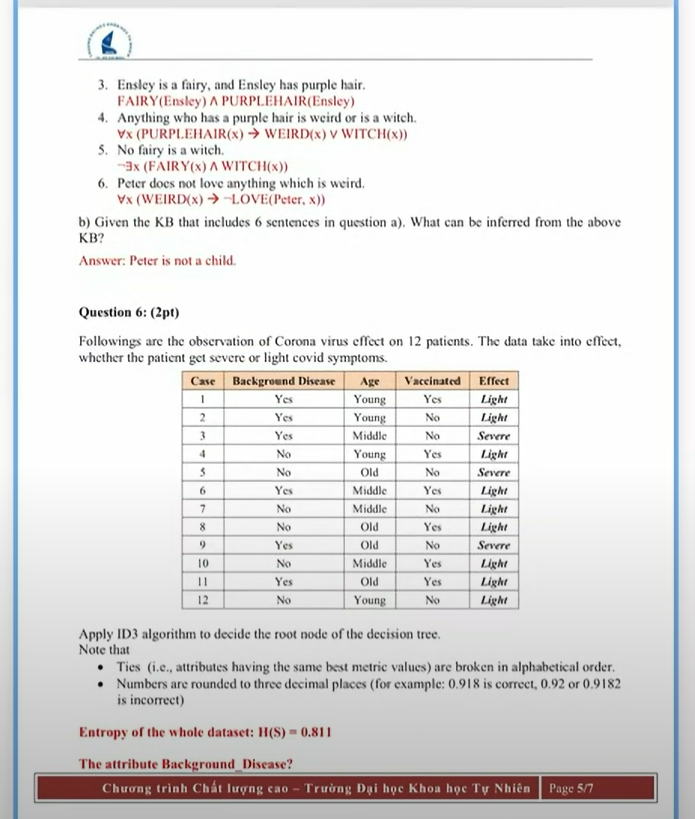 3. Ensley is a fairy, and Ensley has purple hair.
FAIRY(Ensley) ∧ PURPLEHAIR(Ensley)
4. Anything who has a purple hair is weird or is a witch.
∀x (PURPLEHAIR(x) → WEIRD(x) ∨ WITCH(x))
5. No fairy is a witch.
¬∃x (FAIRY(x) ∧ WITCH(x))
6. Peter does not love anything which is weird.
∀x (WEIRD(x) → ¬LOVE(Peter, x))
b) Given the KB that includes 6 sentences in question a). What can be inferred from the above
KB?
Answer: Peter is not a child.
Question 6: (2pt)
Followings are the observation of Corona virus effect on 12 patients. The data take into effect,
whether the patient get severe or light covid symptoms.
Case Background Disease Age Vaccinated Effect
1 Yes Young Yes Light
2 Yes Young No Light
3 Yes Middle No Severe
4 No Young Yes Light
5 No Old No Severe
6 Yes Middle Yes Light
7 No Middle No Light
8 No Old Yes Light
9 Yes Old No Severe
10 No Middle Yes Light
11 Yes Old Yes Light
12 No Young No Light
Apply ID3 algorithm to decide the root node of the decision tree.
Note that
• Ties (i.e., attributes having the same best metric values) are broken in alphabetical order.
• Numbers are rounded to three decimal places (for example: 0.918 is correct, 0.92 or 0.9182
is incorrect)
Entropy of the whole dataset: H(S) = 0.811
The attribute Background_Disease?
Chương trình Chất lượng cao – Trường Đại học Khoa học Tự Nhiên Page 5/7